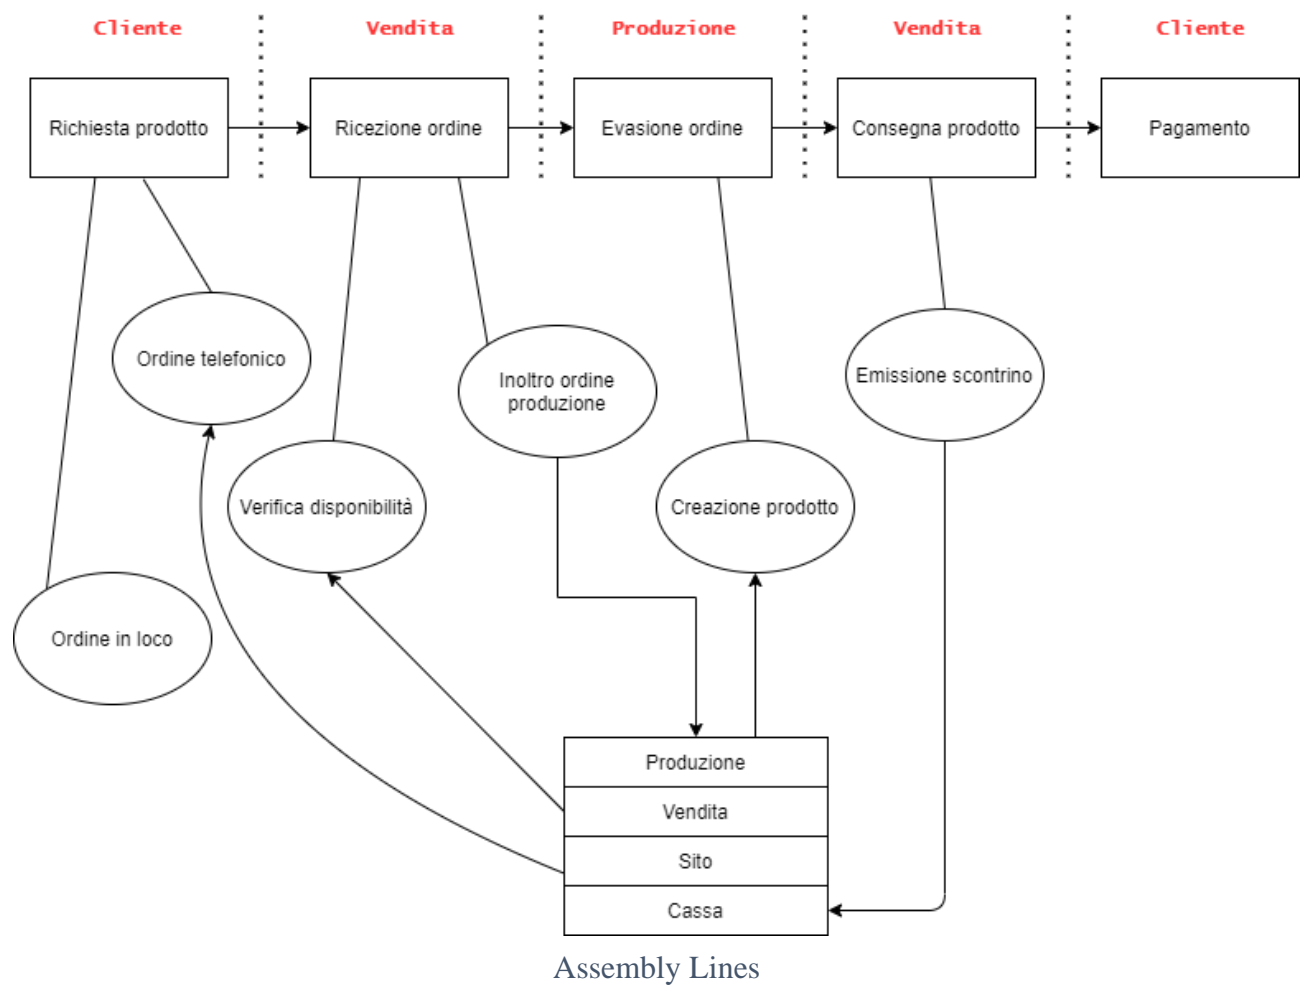 Cliente
Vendita
Produzione
Vendita
Cliente
Richiesta prodotto
Ricezione ordine
Evasione ordine
Consegna prodotto
Pagamento
Ordine telefonico
Inoltro ordine
produzione
Emissione scontrino
Verifica disponibilità
Creazione prodotto
Ordine in loco
Produzione
Vendita
Sito
Cassa
Assembly Lines